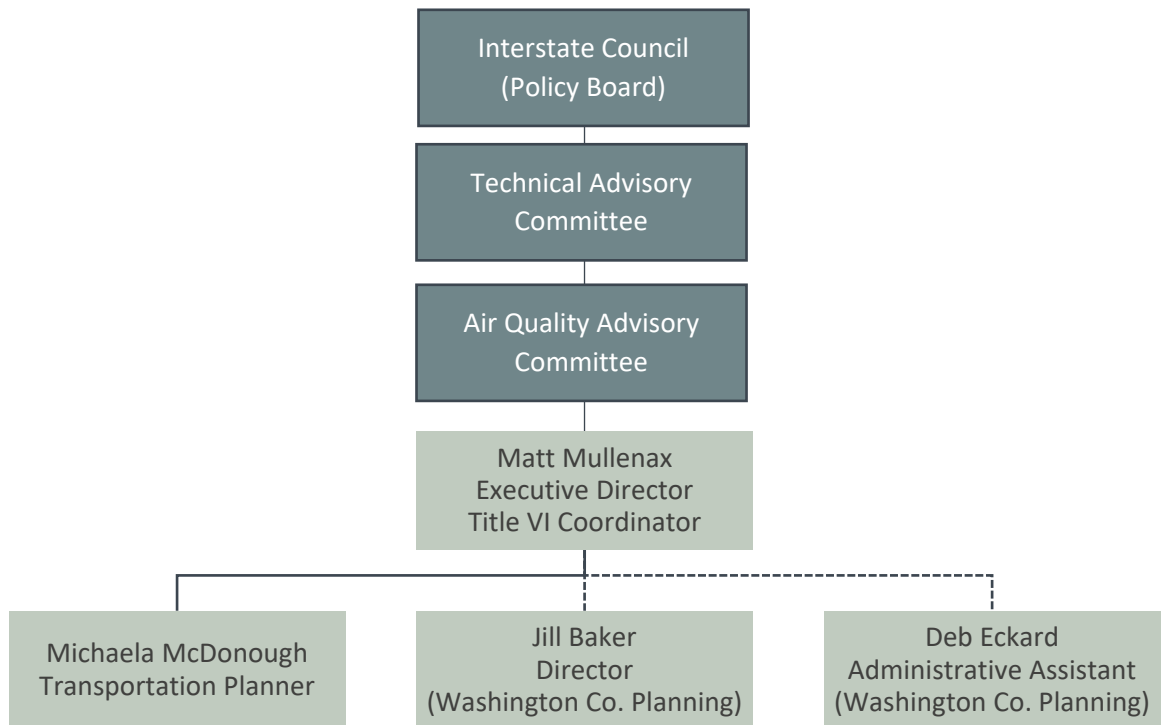 Interstate Council
(Policy Board)
Technical Advisory
Committee
Air Quality Advisory
Committee
Matt Mullenax
Executive Director
Title VI Coordinator
Michaela McDonough
Transportation Planner
Jill Baker
Director
(Washington Co. Planning)
Deb Eckard
Administrative Assistant
(Washington Co. Planning)